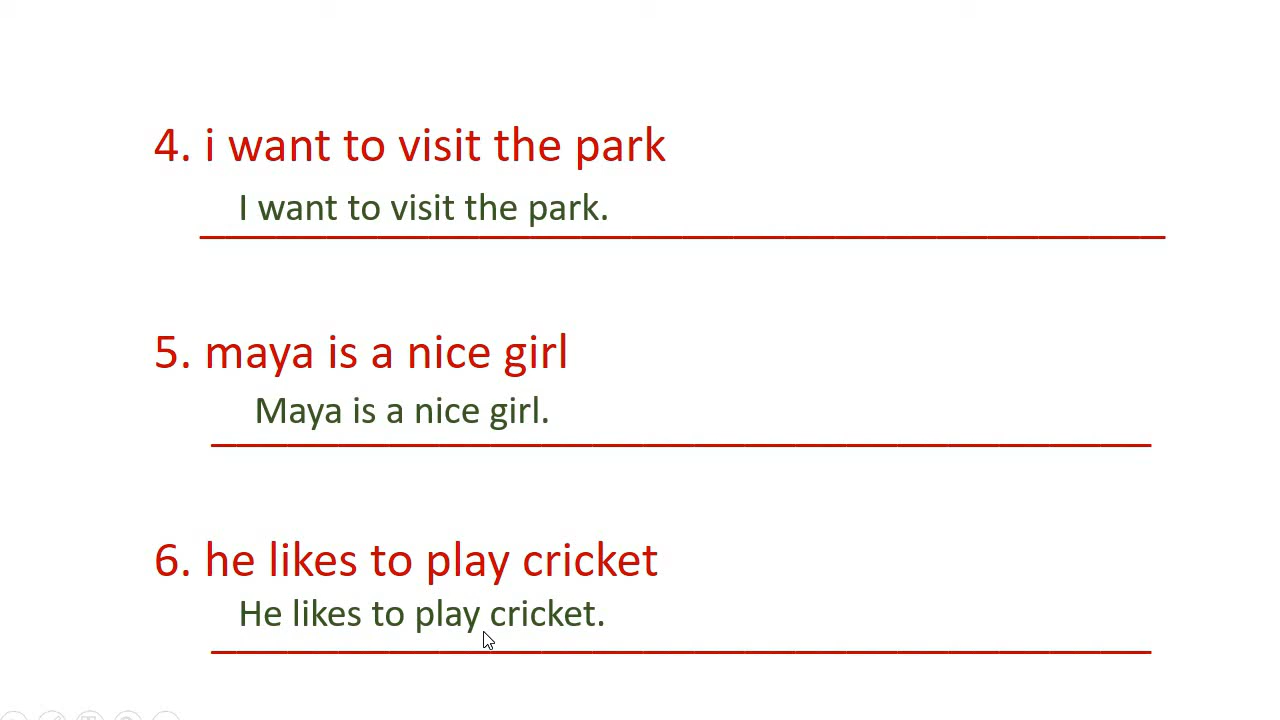 4. i want to visit the park
I want to visit the park.
5. maya is a nice girl
Maya is a nice girl.
6. he likes to play cricket
He likes to play cricket.